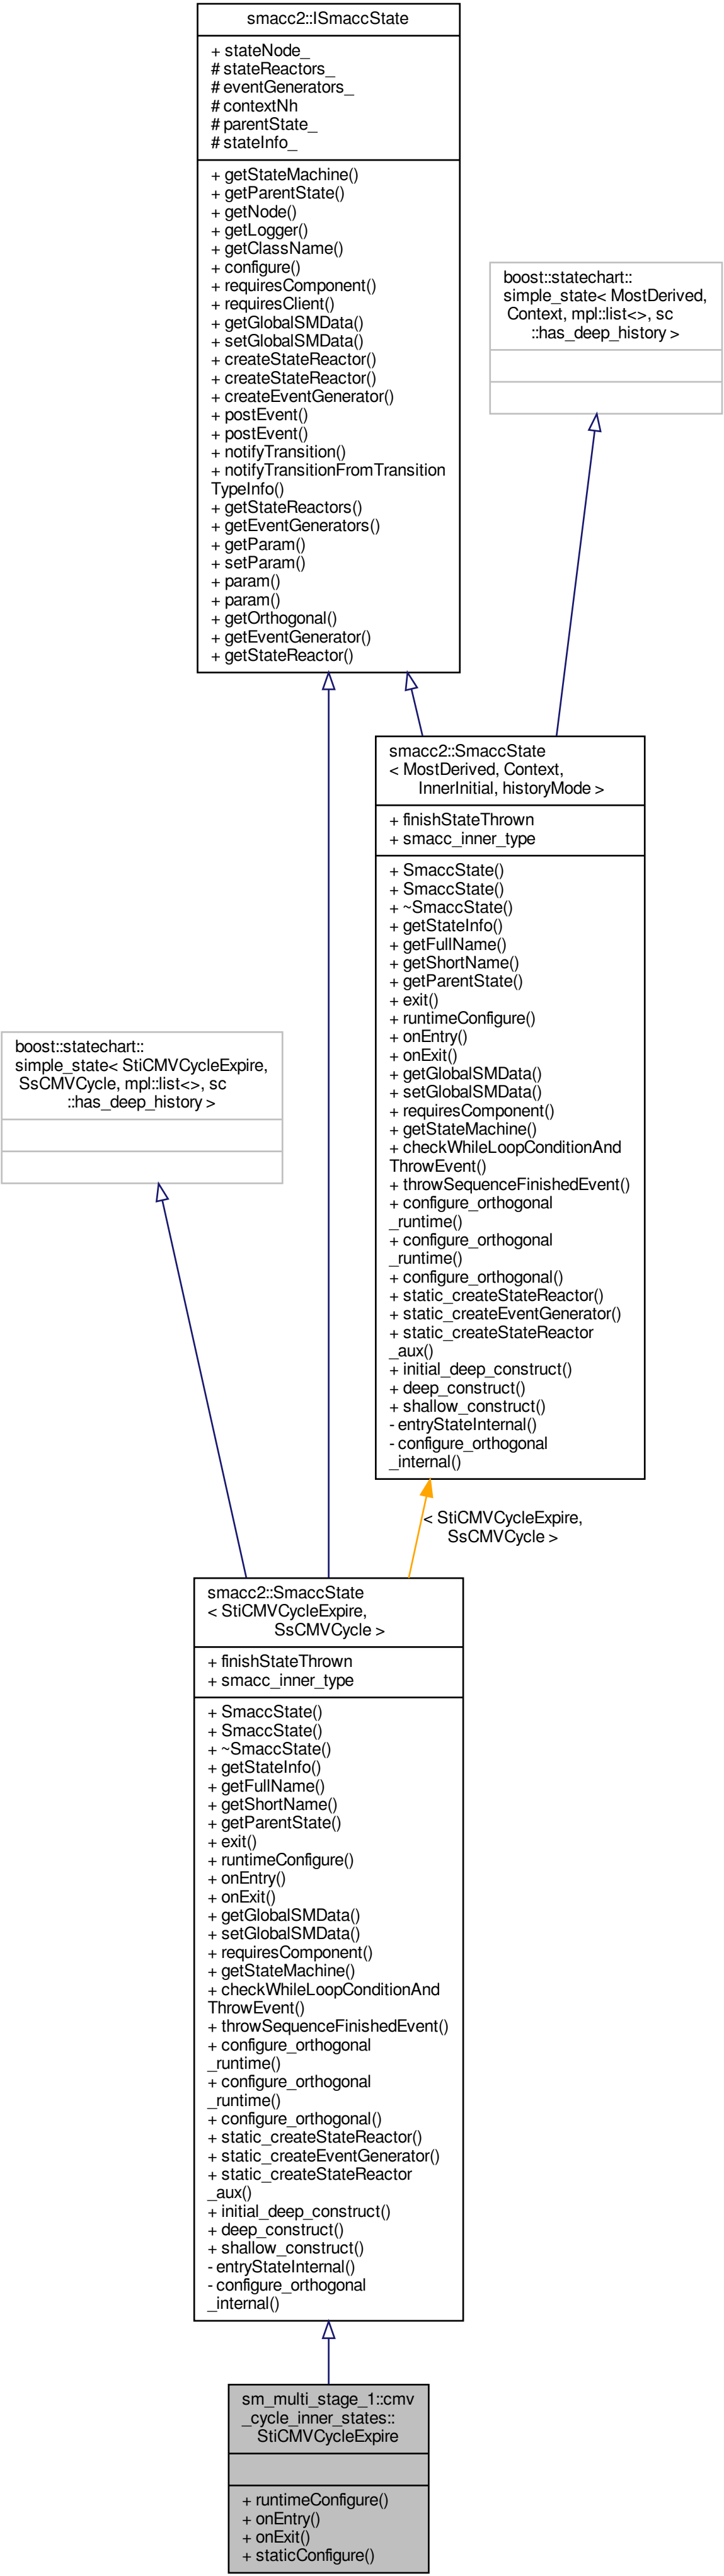 smacc2::ISmaccState
+ stateNode_
# stateReactors_
# eventGenerators_
# contextNh
# parentState_
# stateInfo_
+ getStateMachine()
+ getParentState()
+ getNode()
+ getLogger()
+ getClassName()
+ configure()
+ requiresComponent()
+ requiresClient()
+ getGlobalSMData()
+ setGlobalSMData()
+ createStateReactor()
+ createStateReactor()
+ createEventGenerator()
+ postEvent()
+ postEvent()
+ notifyTransition()
+ notifyTransitionFromTransition
TypeInfo()
+ getStateReactors()
+ getEventGenerators()
+ getParam()
+ setParam()
+ param()
+ param()
+ getOrthogonal()
+ getEventGenerator()
+ getStateReactor()
boost::statechart::
simple_state< MostDerived,
Context, mpl::list<>, sc
::has_deep_history >
smacc2::SmaccState
< MostDerived, Context,
InnerInitial, historyMode >
+ finishStateThrown
+ smacc_inner_type
+ SmaccState()
+ SmaccState()
+ ~SmaccState()
+ getStateInfo()
+ getFullName()
+ getShortName()
+ getParentState()
+ exit()
+ runtimeConfigure()
+ onEntry()
+ onExit()
+ getGlobalSMData()
+ setGlobalSMData()
+ requiresComponent()
+ getStateMachine()
+ checkWhileLoopConditionAnd
ThrowEvent()
+ throwSequenceFinishedEvent()
+ configure_orthogonal
_runtime()
+ configure_orthogonal
_runtime()
+ configure_orthogonal()
+ static_createStateReactor()
+ static_createEventGenerator()
+ static_createStateReactor
_aux()
+ initial_deep_construct()
+ deep_construct()
+ shallow_construct()
- entryStateInternal()
- configure_orthogonal
_internal()
boost::statechart::
simple_state< StiCMVCycleExpire,
SsCMVCycle, mpl::list<>, sc
::has_deep_history >
< StiCMVCycleExpire,
SsCMVCycle >
smacc2::SmaccState
< StiCMVCycleExpire,
SsCMVCycle >
+ finishStateThrown
+ smacc_inner_type
+ SmaccState()
+ SmaccState()
+ ~SmaccState()
+ getStateInfo()
+ getFullName()
+ getShortName()
+ getParentState()
+ exit()
+ runtimeConfigure()
+ onEntry()
+ onExit()
+ getGlobalSMData()
+ setGlobalSMData()
+ requiresComponent()
+ getStateMachine()
+ checkWhileLoopConditionAnd
ThrowEvent()
+ throwSequenceFinishedEvent()
+ configure_orthogonal
_runtime()
+ configure_orthogonal
_runtime()
+ configure_orthogonal()
+ static_createStateReactor()
+ static_createEventGenerator()
+ static_createStateReactor
_aux()
+ initial_deep_construct()
+ deep_construct()
+ shallow_construct()
- entryStateInternal()
- configure_orthogonal
_internal()
sm_multi_stage_1::cmv
_cycle_inner_states::
StiCMVCycleExpire
+ runtimeConfigure()
+ onEntry()
+ onExit()
+ staticConfigure()